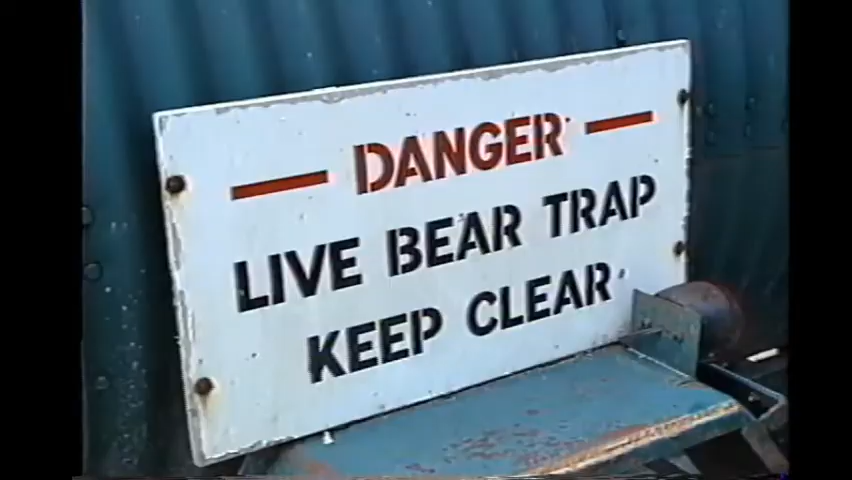 — DANGER —
LIVE BEAR TRAP
KEEP CLEAR